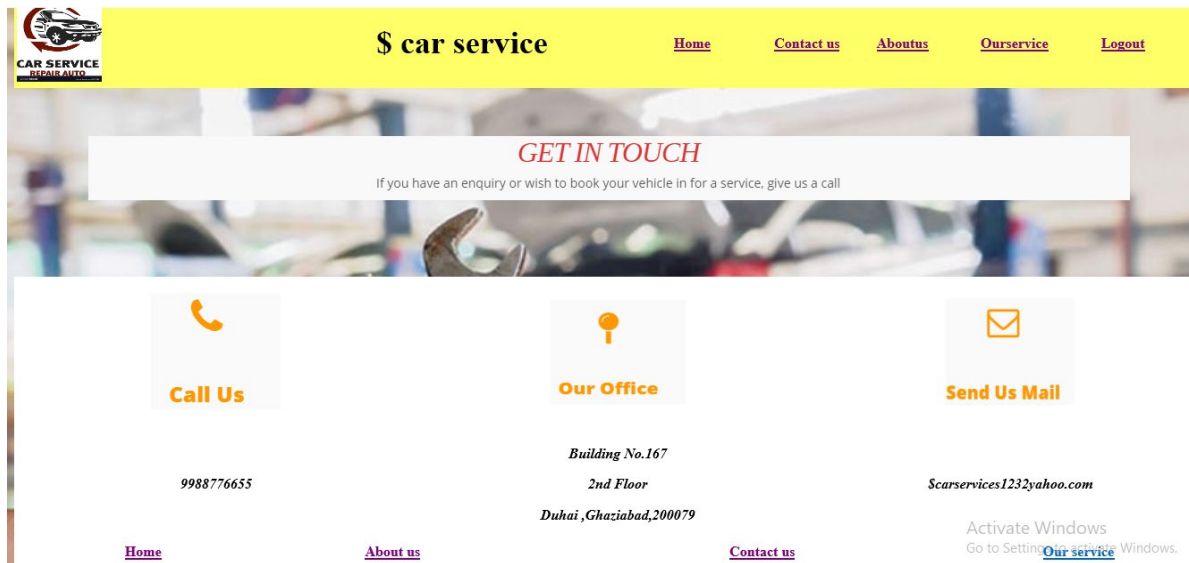 CAR SERVICE
REPAIR AUTO
$ car service
Home Contact us Aboutus Ourservice Logout
GET IN TOUCH
If you have an enquiry or wish to book your vehicle in for a service, give us a call
Call Us
Our Office
Send Us Mail
Building No.167
9988776655 2nd Floor $carservices1232yahoo.com
Duhai ,Ghaziabad,200079
Activate Windows
Go to Settings to activate Windows.
Home About us Contact us Our service